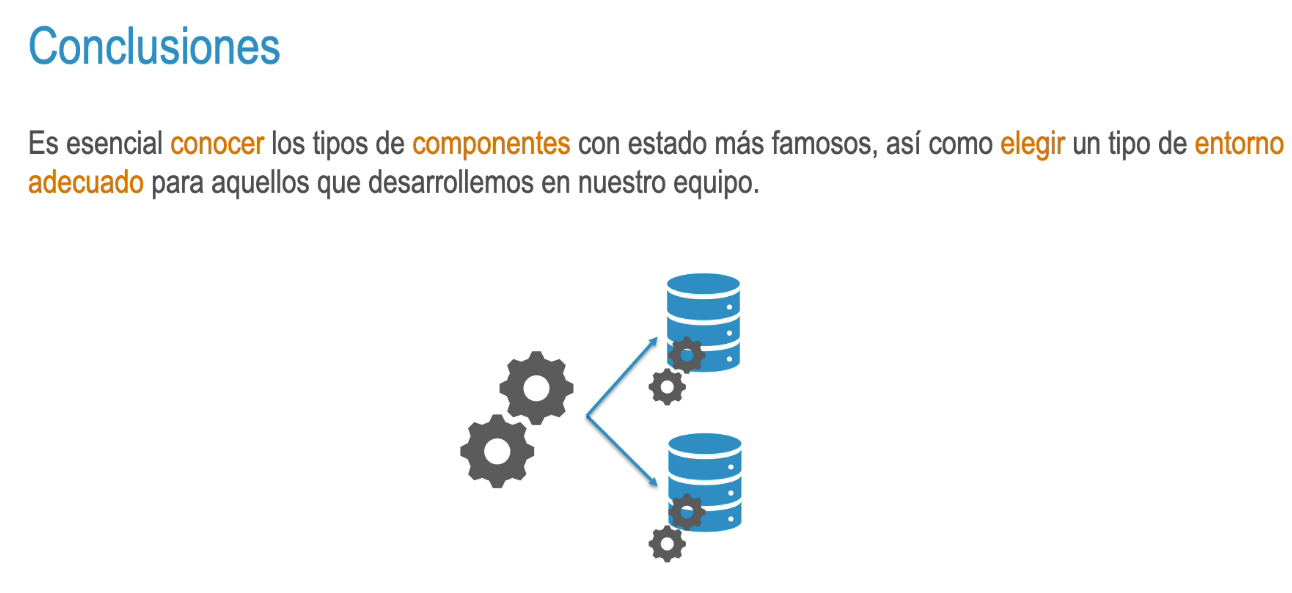 Conclusiones
Es esencial conocer los tipos de componentes con estado más famosos, así como elegir un tipo de entorno
adecuado para aquellos que desarrollemos en nuestro equipo.